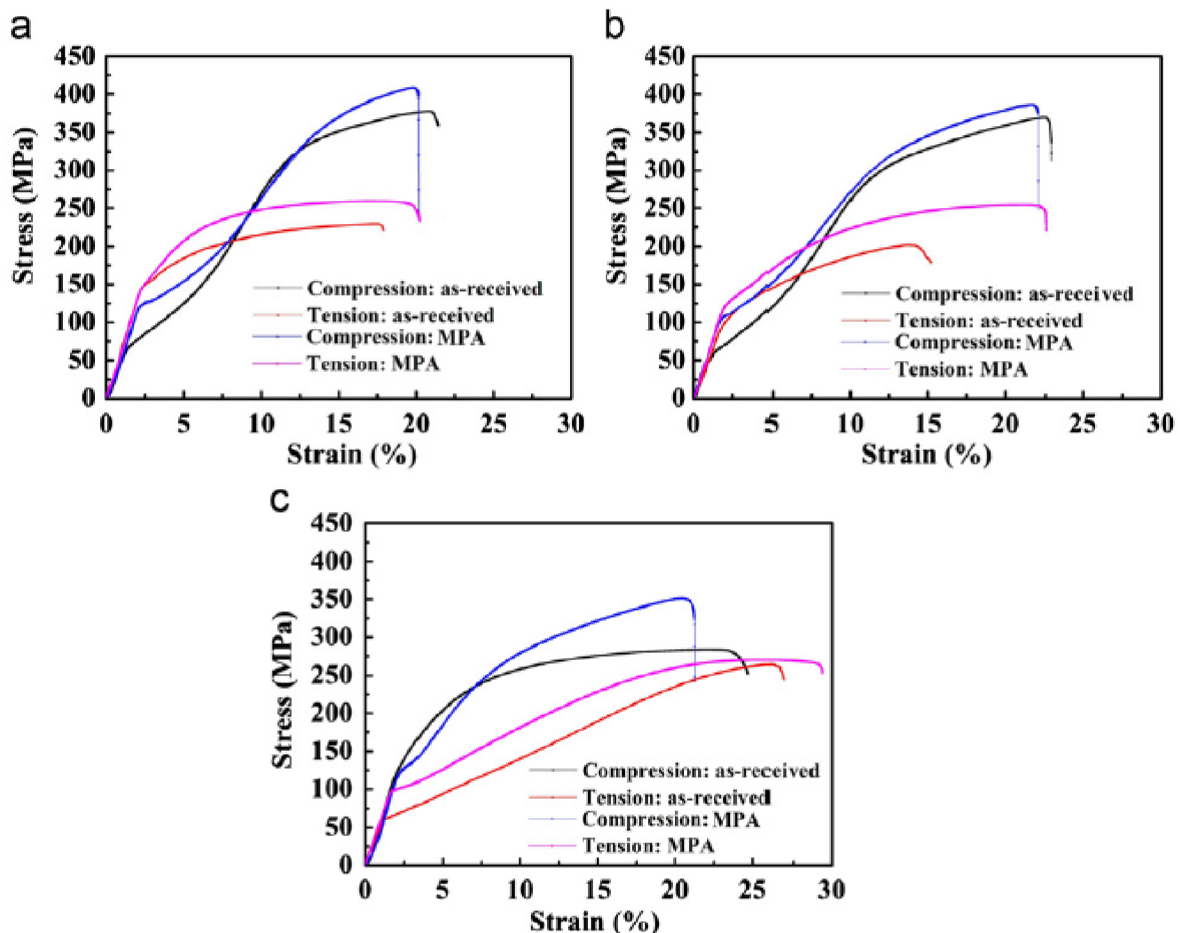 a
450
400
350
300
250
200
150
100
50
0
Stress (MPa)
Compression: as-received
Tension: as-received
Compression: MPA
Tension: MPA
0 5 10 15 20 25 30
Strain (%)
b
450
400
350
300
250
200
150
100
50
0
Stress (MPa)
Compression: as-received
Tension: as-received
Compression: MPA
Tension: MPA
0 5 10 15 20 25 30
Strain (%)
c
450
400
350
300
250
200
150
100
50
0
Stress (MPa)
Compression: as-received
Tension: as-received
Compression: MPA
Tension: MPA
0 5 10 15 20 25 30
Strain (%)